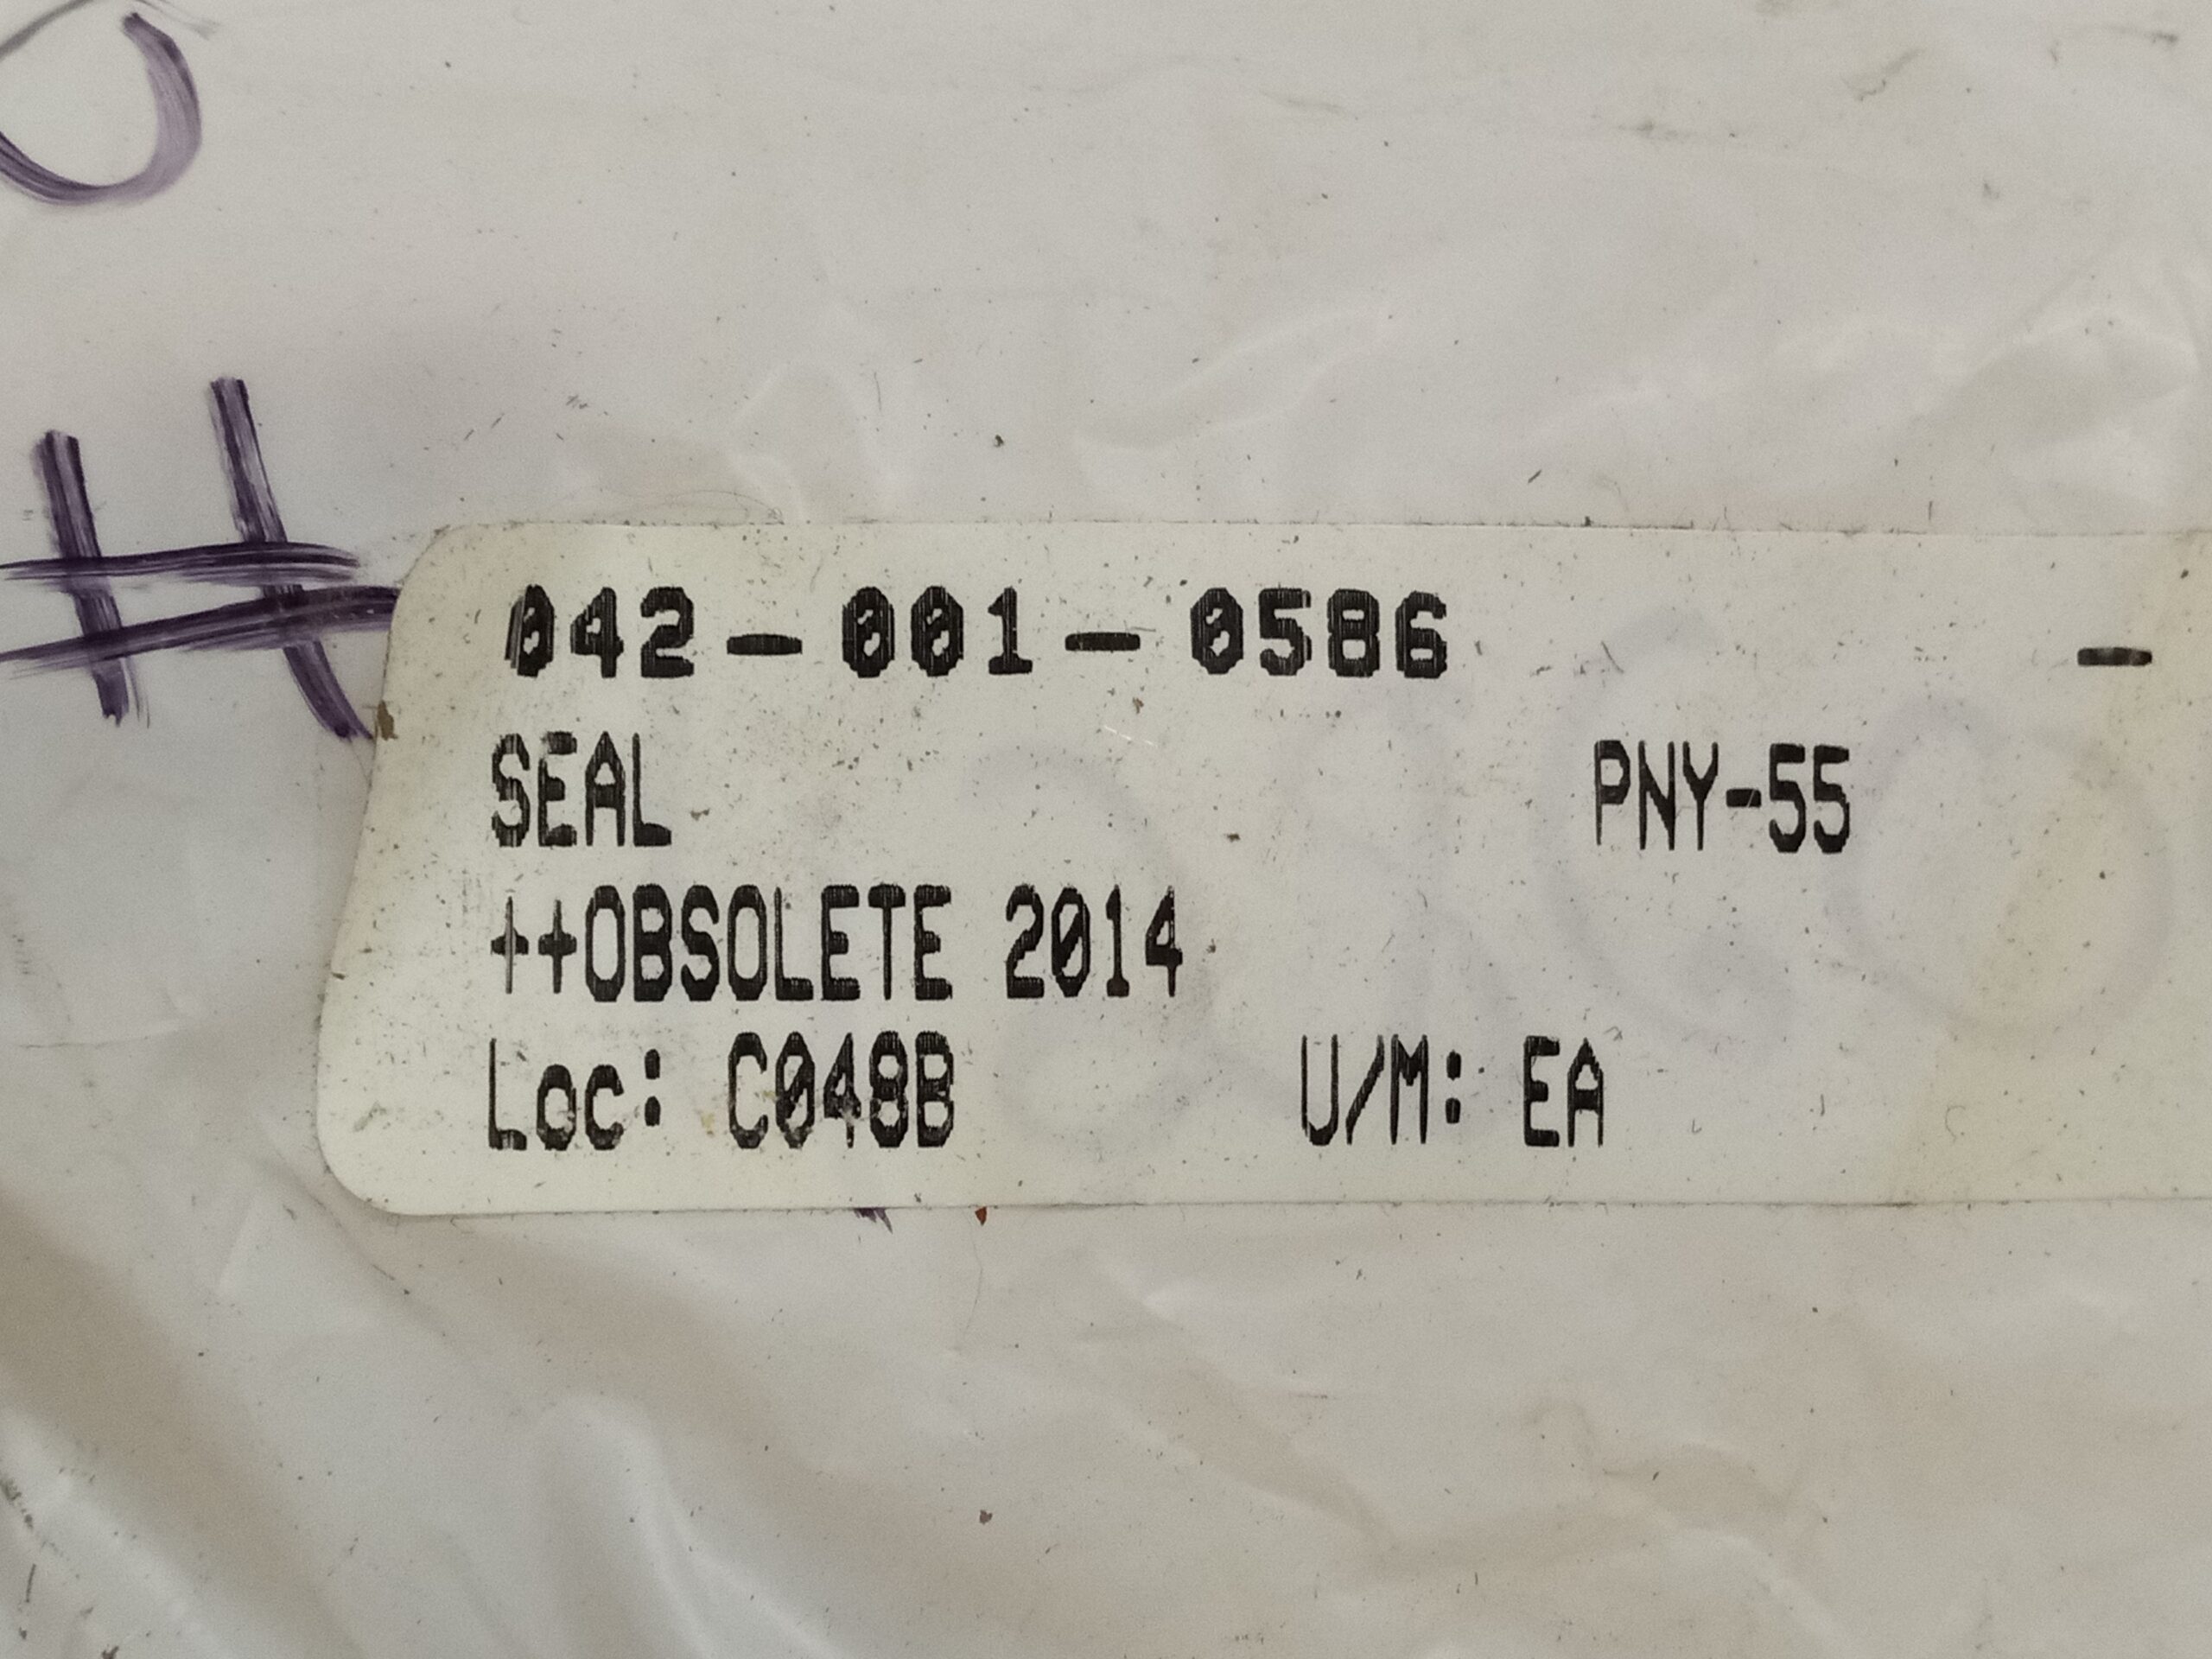 #
042-001-0586 -
SEAL PNY-55
++OBSOLETE 2014
Loc: C048B U/M: EA